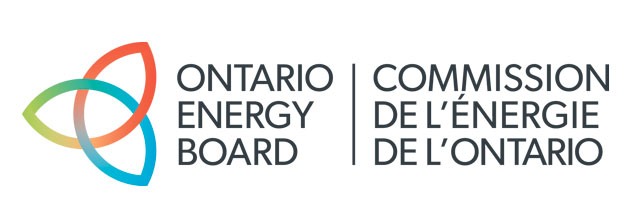 ONTARIO
ENERGY
BOARD
COMMISSION
DE L'ÉNERGIE
DE L'ONTARIO